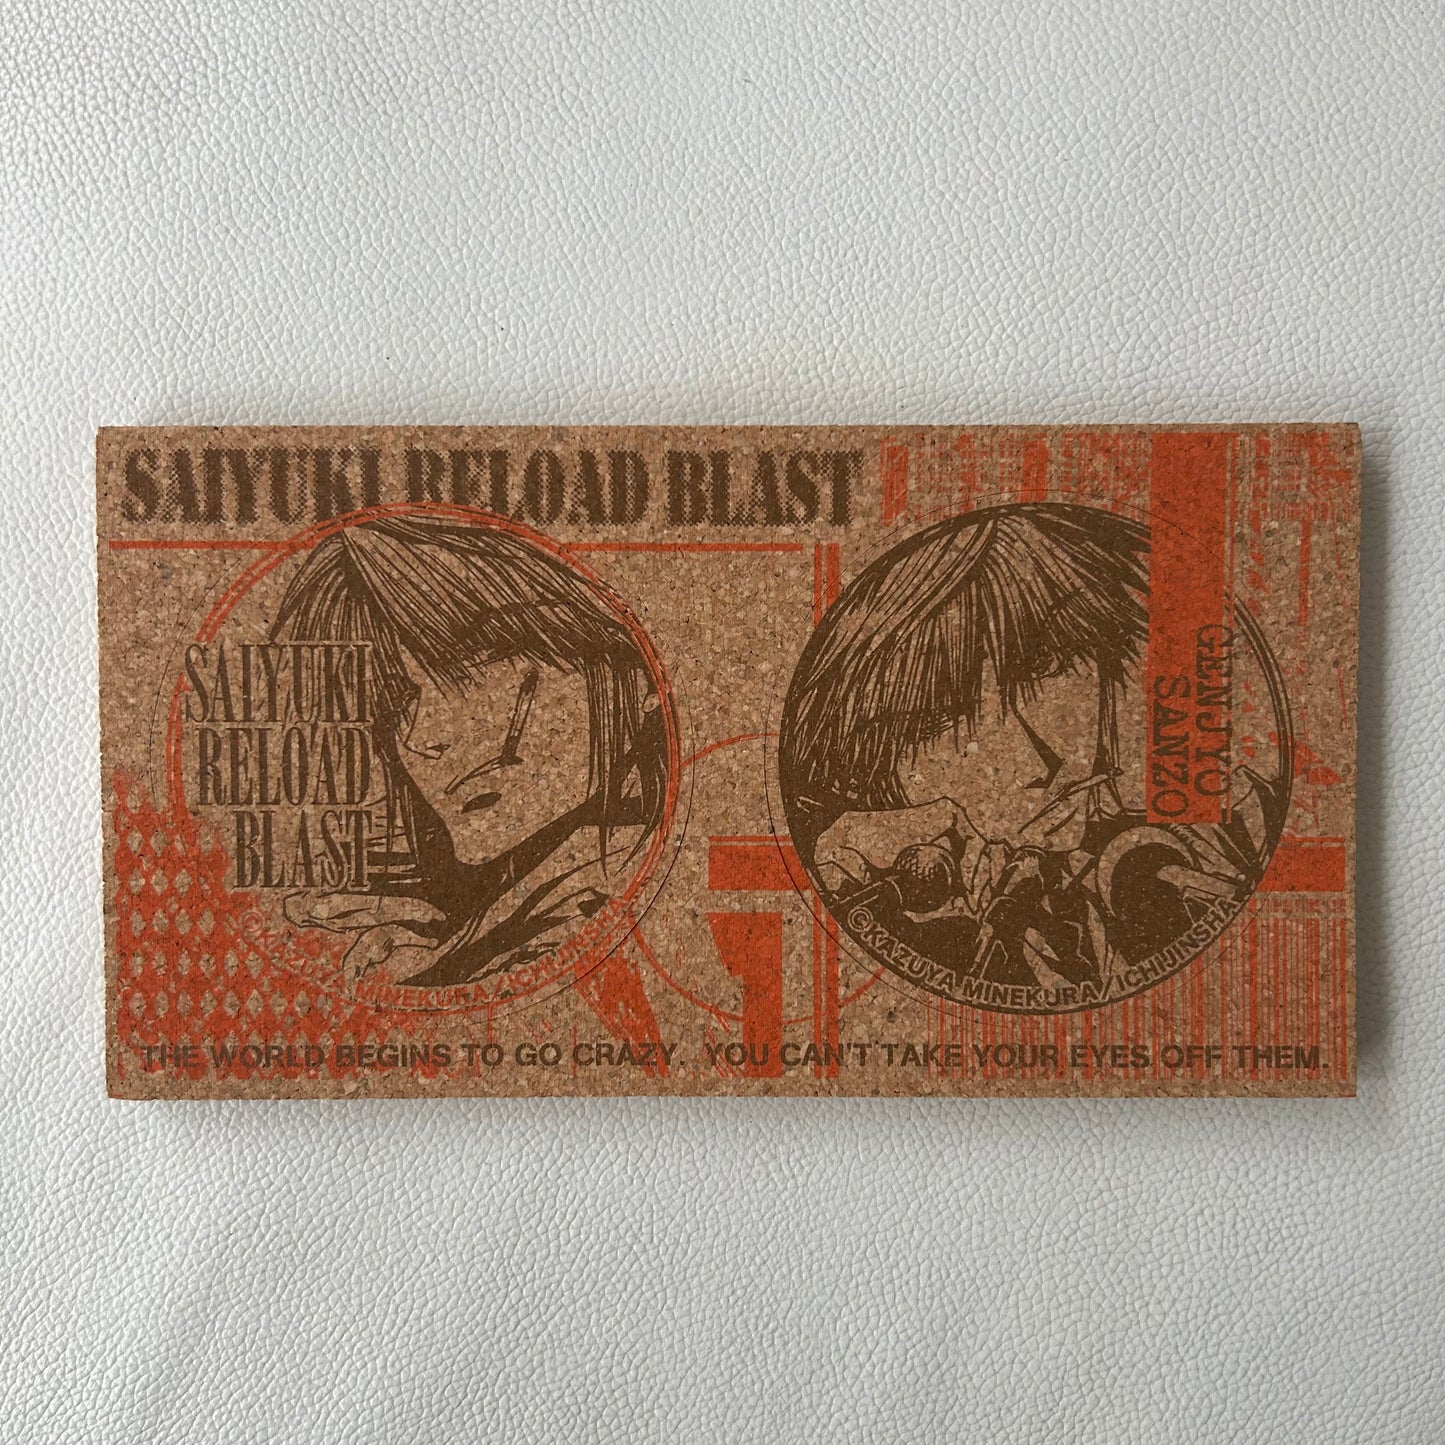 SAIYUKI RELOAD BLAST
SAIYUKI
RELOAD
BLAST
©KAZUYA MINEKURA/ICHIJINSHA
GENJYO
SANZO
©KAZUYA MINEKURA/ICHIJINSHA
THE WORLD BEGINS TO GO CRAZY. YOU CAN'T TAKE YOUR EYES OFF THEM.